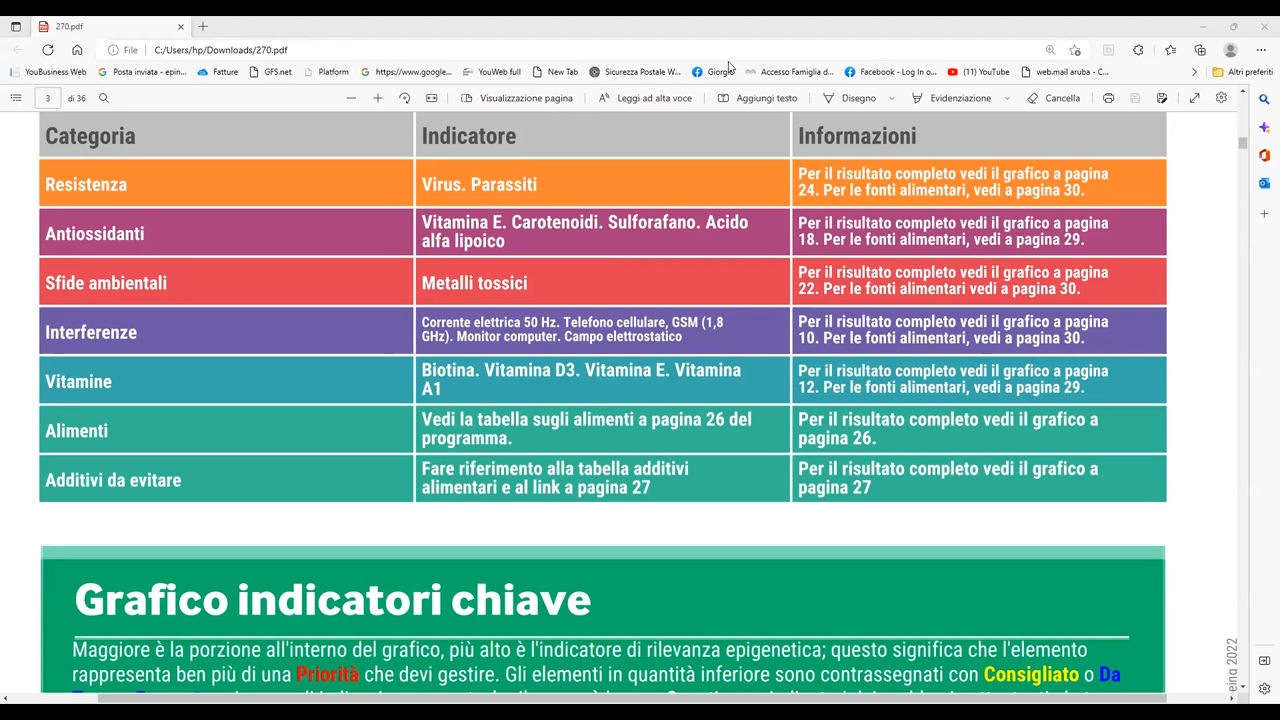 270.pdf
File C:/Users/hp/Downloads/270.pdf
YouBusiness Web Posta inviata - epin... Fatture GFS.net Platform https://www.google... YouWeb full New Tab Sicurezza Postale W... Giorgi Accesso Famiglia d... Facebook - Log In o... (11) YouTube web.mail aruba - C... Altri preferiti
3 di 36 Visualizzazione pagina Leggi ad alta voce Aggiungi testo Disegno Evidenziazione Cancella
Categoria Indicatore Informazioni
Resistenza Virus. Parassiti Per il risultato completo vedi il grafico a pagina
24. Per le fonti alimentari, vedi a pagina 30.
Antiossidanti Vitamina E. Carotenoidi. Sulforafano. Acido
alfa lipoico
Per il risultato completo vedi il grafico a pagina
18. Per le fonti alimentari, vedi a pagina 29.
Sfide ambientali Metalli tossici Per il risultato completo vedi il grafico a pagina
22. Per le fonti alimentari vedi a pagina 30.
Interferenze Corrente elettrica 50 Hz. Telefono cellulare, GSM (1,8
GHz). Monitor computer. Campo elettrostatico
Per il risultato completo vedi il grafico a pagina
10. Per le fonti alimentari, vedi a pagina 30.
Vitamine Biotina. Vitamina D3. Vitamina E. Vitamina
A1
Per il risultato completo vedi il grafico a pagina
12. Per le fonti alimentari, vedi a pagina 29.
Alimenti Vedi la tabella sugli alimenti a pagina 26 del
programma.
Per il risultato completo vedi il grafico a
pagina 26.
Additivi da evitare Fare riferimento alla tabella additivi
alimentari e al link a pagina 27
Per il risultato completo vedi il grafico a
pagina 27
Grafico indicatori chiave
Maggiore è la porzione all'interno del grafico, più alto è l'indicatore di rilevanza epigenetica; questo significa che l'elemento
rappresenta ben più di una Priorità che devi gestire. Gli elementi in quantità inferiore sono contrassegnati con Consigliato o Da
2022